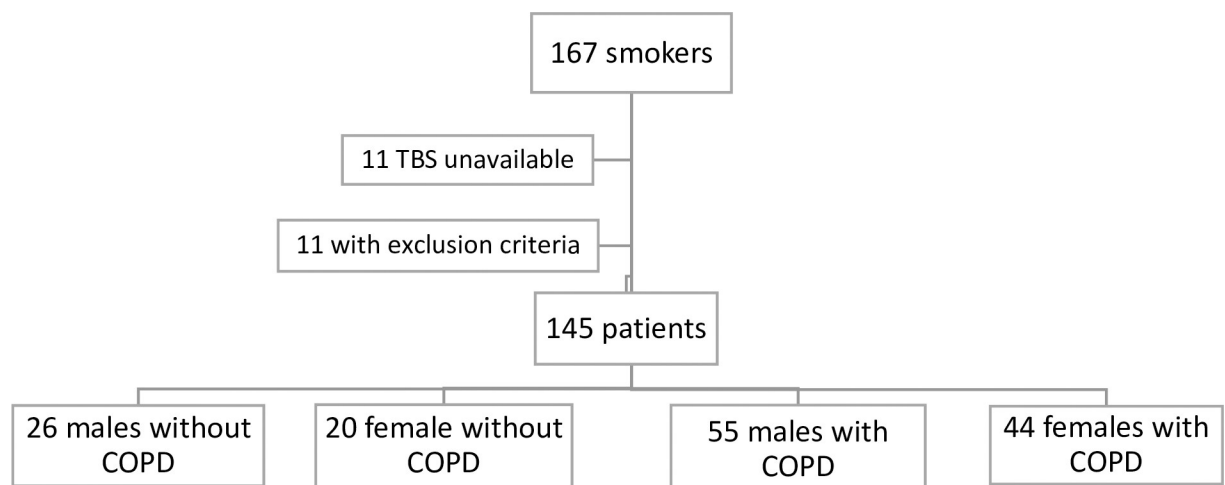 167 smokers
11 TBS unavailable
11 with exclusion criteria
145 patients
26 males without
COPD
20 female without
COPD
55 males with
COPD
44 females with
COPD